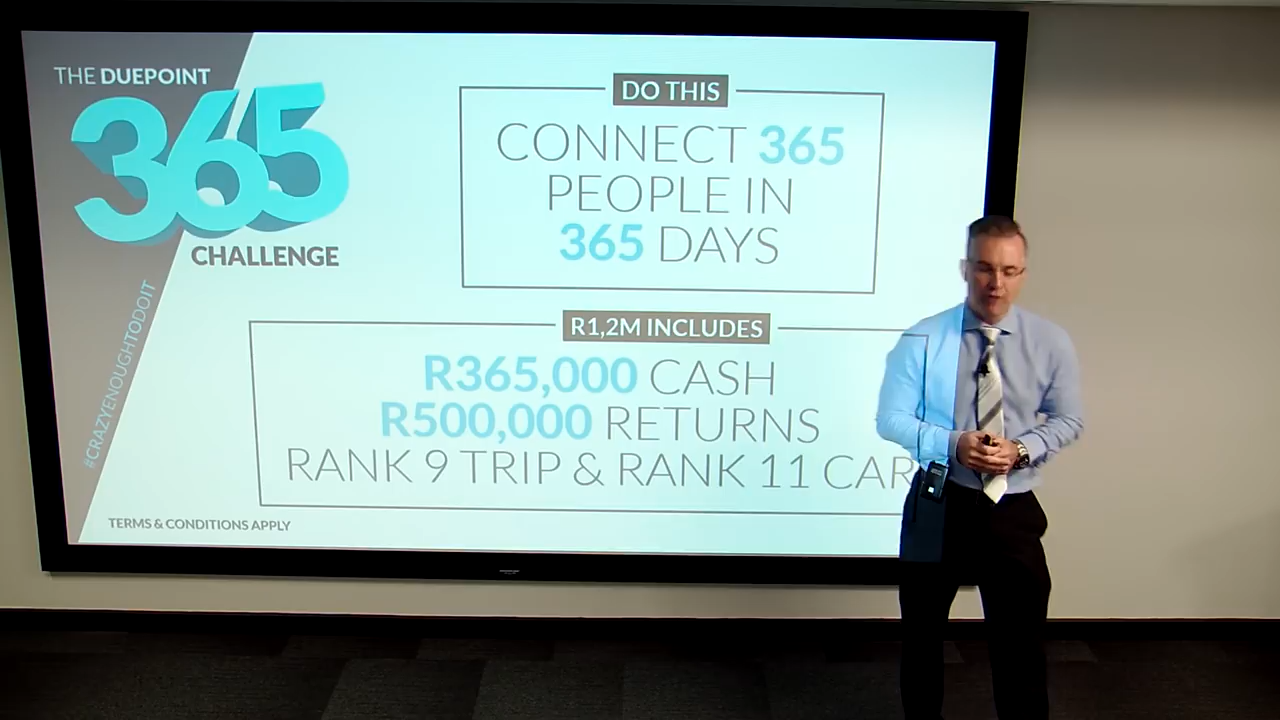 THE DUEPOINT
365
CHALLENGE
#CRAZYENOUGHTODOIT
DO THIS
CONNECT 365
PEOPLE IN
365 DAYS
R1,2M INCLUDES
R365,000 CASH
R500,000 RETURNS
RANK 9 TRIP & RANK 11 CAR
TERMS & CONDITIONS APPLY